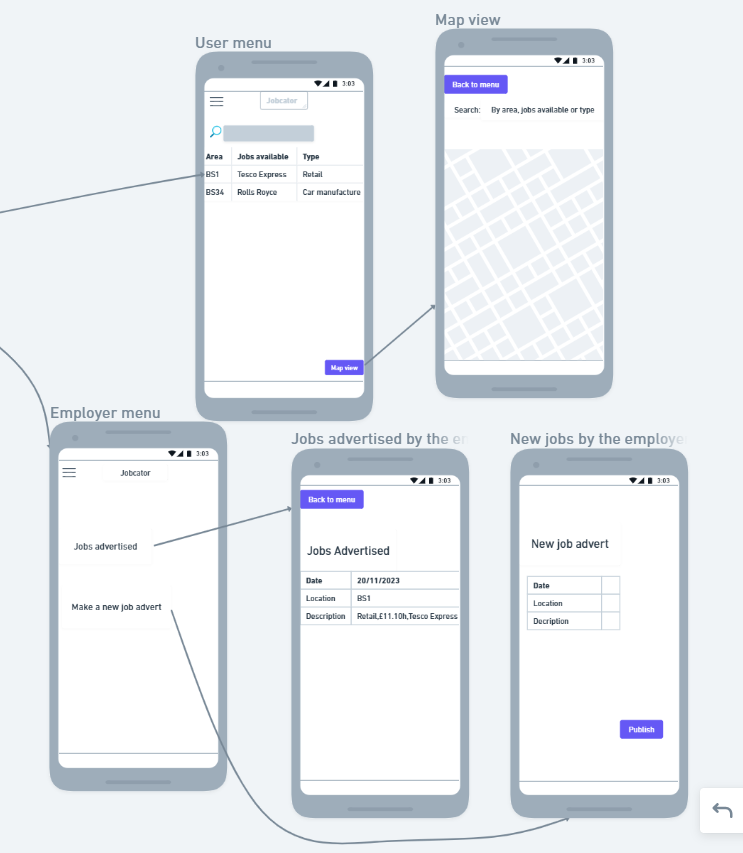 Map view
User menu
3:03
3:03
Back to menu
Jobcator
Search: By area, jobs available or type
Area Jobs available Type
BS1 Tesco Express Retail
BS34 Rolls Royce Car manufacture
Map view
Employer menu
Jobs advertised by the er
New jobs by the employe
3:03
Jobcator
Jobs advertised
Make a new job advert
3:03
Back to menu
Jobs Advertised
Date 20/11/2023
Location BS1
Description Retail,£11.10h,Tesco Express
3:03
New job advert
Date
Location
Decription
Publish